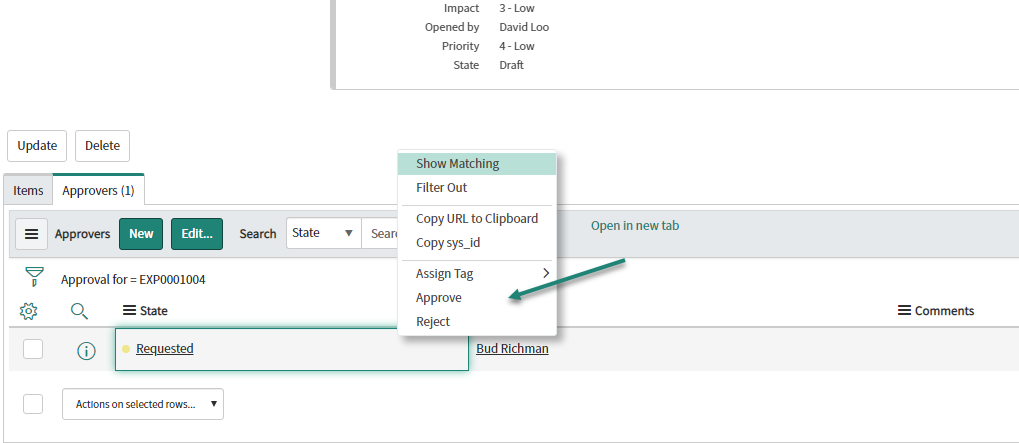 Impact 3 - Low
Opened by David Loo
Priority 4 - Low
State Draft
Update Delete
Show Matching
Filter Out
Copy URL to Clipboard
Copy sys_id
Assign Tag
Approve
Reject
Items Approvers (1)
Approvers New Edit... Search State Sear Open in new tab
Approval for = EXP0001004
State Comments
Requested Bud Richman
Actions on selected rows...